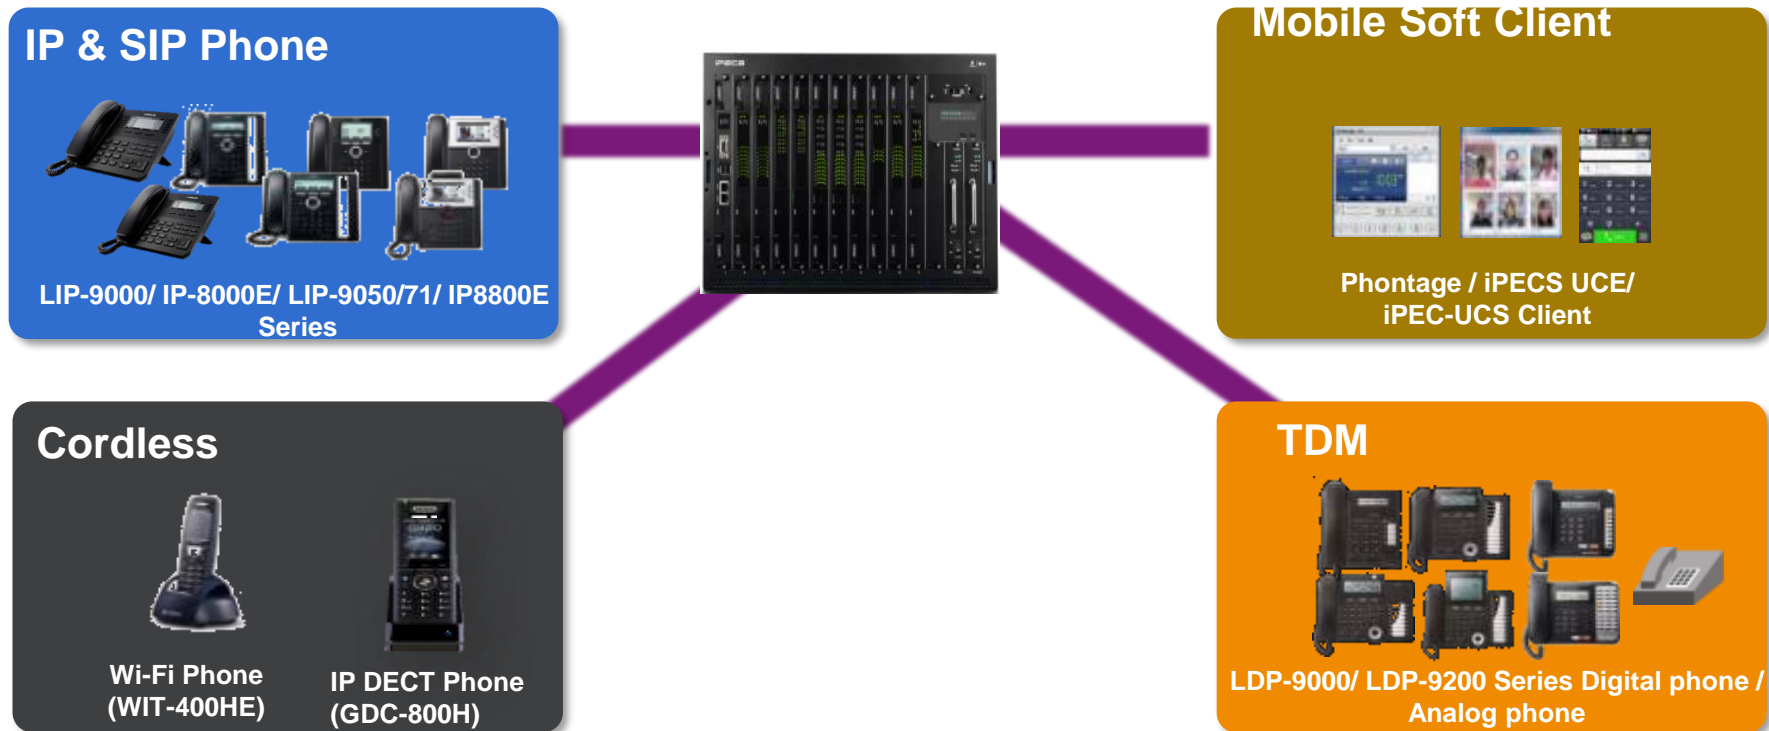 IP & SIP Phone
LIP-9000/ IP-8000E/ LIP-9050/71/ IP8800E
Series
iPECS
Mobile Soft Client
Phontage / iPECS UCE/
iPEC-UCS Client
Cordless
Wi-Fi Phone
(WIT-400HE)
IP DECT Phone
(GDC-800H)
TDM
LDP-9000/ LDP-9200 Series Digital phone /
Analog phone